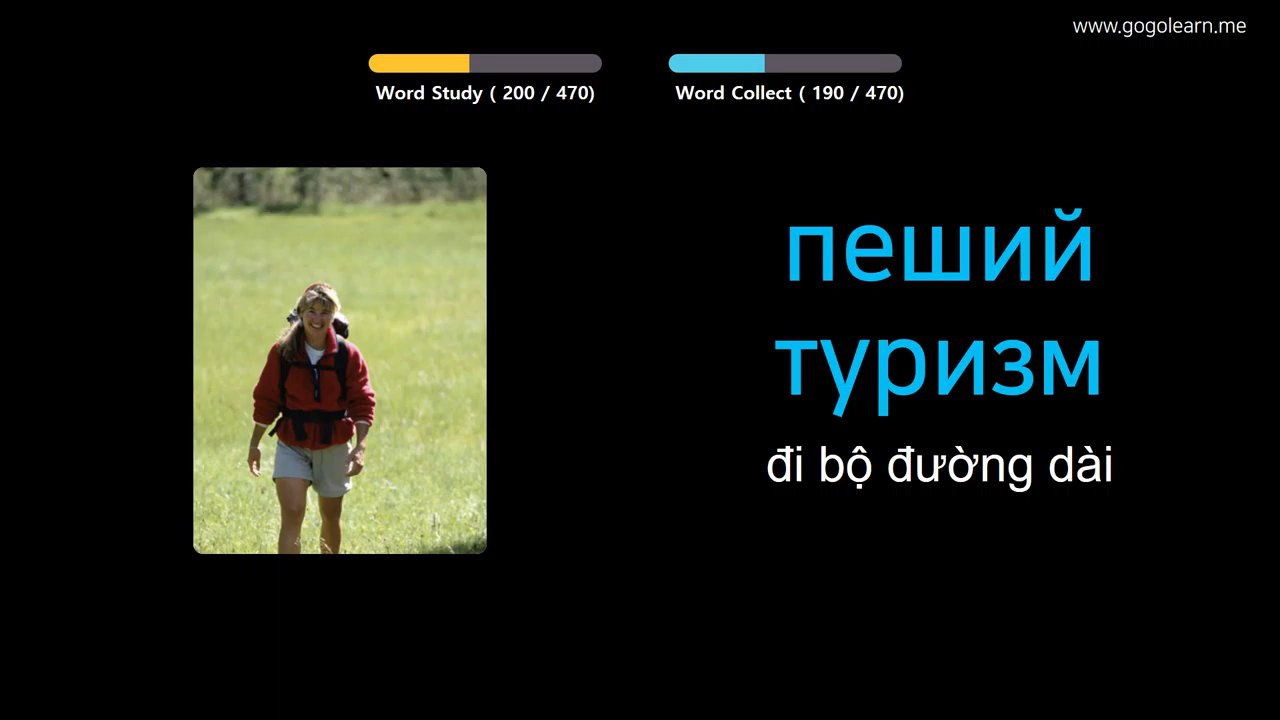 www.gogolearn.me
Word Study ( 200 / 470)
Word Collect ( 190 / 470)
пеший
туризм
đi bộ đường dài